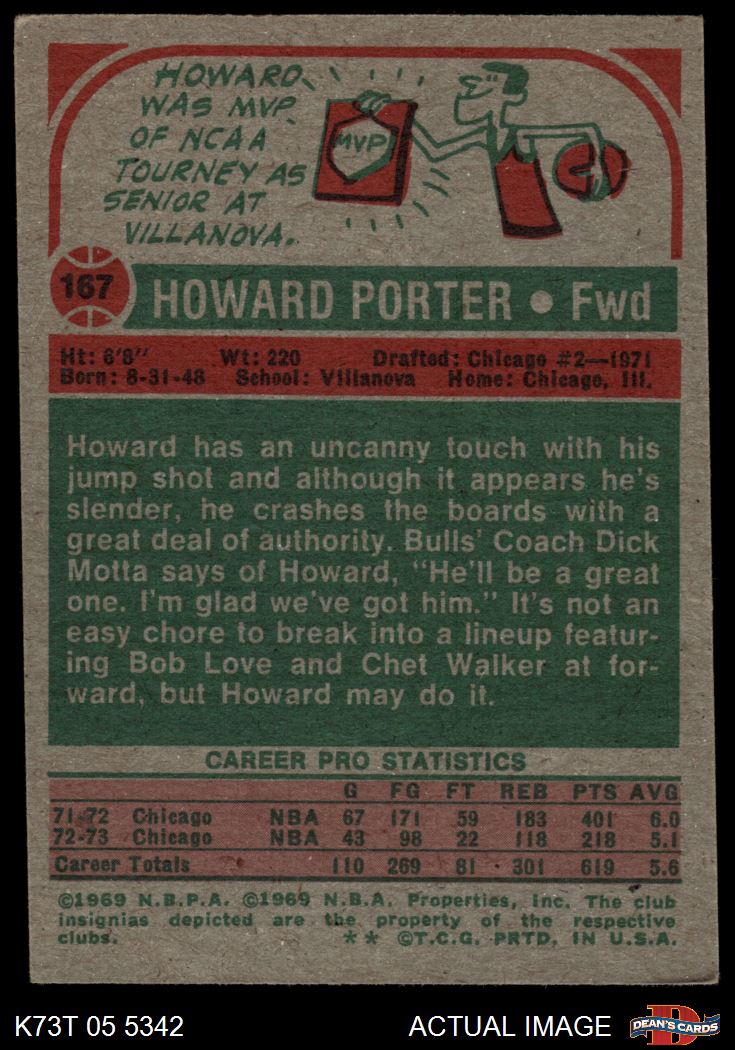 HOWARD
WAS MVP
OF NCAA
TOURNEY AS
SENIOR AT
VILLANOVA.
MVP
167
HOWARD PORTER • Fwd
Ht: 6'8" Wt: 220 Drafted: Chicago #2—1971
Born: 8-31-48 School: Villanova Home: Chicago, Ill.
Howard has an uncanny touch with his
jump shot and although it appears he's
slender, he crashes the boards with a
great deal of authority. Bulls' Coach Dick
Motta says of Howard, "He'll be a great
one. I'm glad we've got him." It's not an
easy chore to break into a lineup featur-
ing Bob Love and Chet Walker at for-
ward, but Howard may do it.
CAREER PRO STATISTICS
G FG FT REB PTS AVG
71-72 Chicago NBA 67 171 59 183 401 6.0
72-73 Chicago NBA 43 98 22 118 218 5.1
Career Totals 110 269 81 301 619 5.6
©1969 N.B.P.A. ©1969 N.B.A. Properties, Inc. The club
insignias depicted are the property of the respective
clubs. ** ©T.C.G. PRTD. IN U.S.A.
K73T 05 5342 ACTUAL IMAGE D DEAN'S CARDS